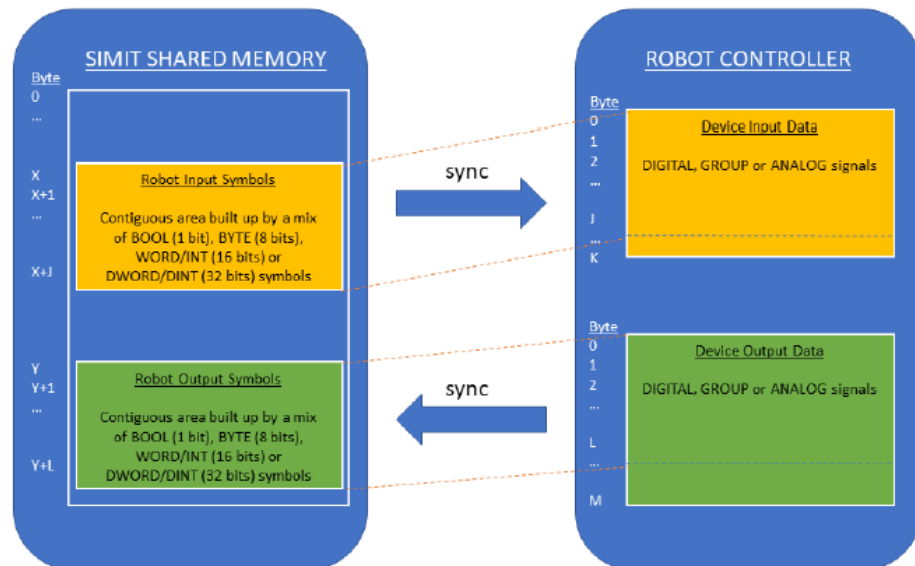 SIMIT SHARED MEMORY
Byte
0
...
X
X+1
...
X+J
Robot Input Symbols
Contiguous area built up by a mix
of BOOL (1 bit), BYTE (8 bits),
WORD/INT (16 bits) or
DWORD/DINT (32 bits) symbols
Y
Y+1
...
Y+L
Robot Output Symbols
Contiguous area built up by a mix
of BOOL (1 bit), BYTE (8 bits),
WORD/INT (16 bits) or
DWORD/DINT (32 bits) symbols
sync
sync
ROBOT CONTROLLER
Byte
0
1
2
...
J
...
K
Device Input Data
DIGITAL, GROUP or ANALOG signals
Byte
0
1
2
...
L
...
M
Device Output Data
DIGITAL, GROUP or ANALOG signals